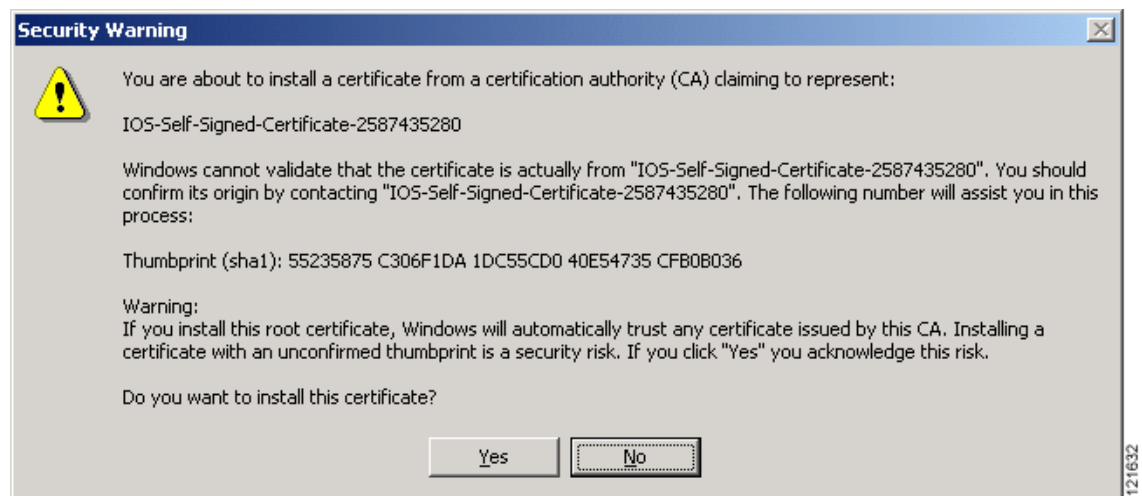 Security Warning
You are about to install a certificate from a certification authority (CA) claiming to represent:
IOS-Self-Signed-Certificate-2587435280
Windows cannot validate that the certificate is actually from "IOS-Self-Signed-Certificate-2587435280". You should
confirm its origin by contacting "IOS-Self-Signed-Certificate-2587435280". The following number will assist you in this
process:
Thumbprint (sha1): 55235875 C306F1DA 1DC55CD0 40E54735 CFB0B036
Warning:
If you install this root certificate, Windows will automatically trust any certificate issued by this CA. Installing a
certificate with an unconfirmed thumbprint is a security risk. If you click "Yes" you acknowledge this risk.
Do you want to install this certificate?
Yes
No
121632